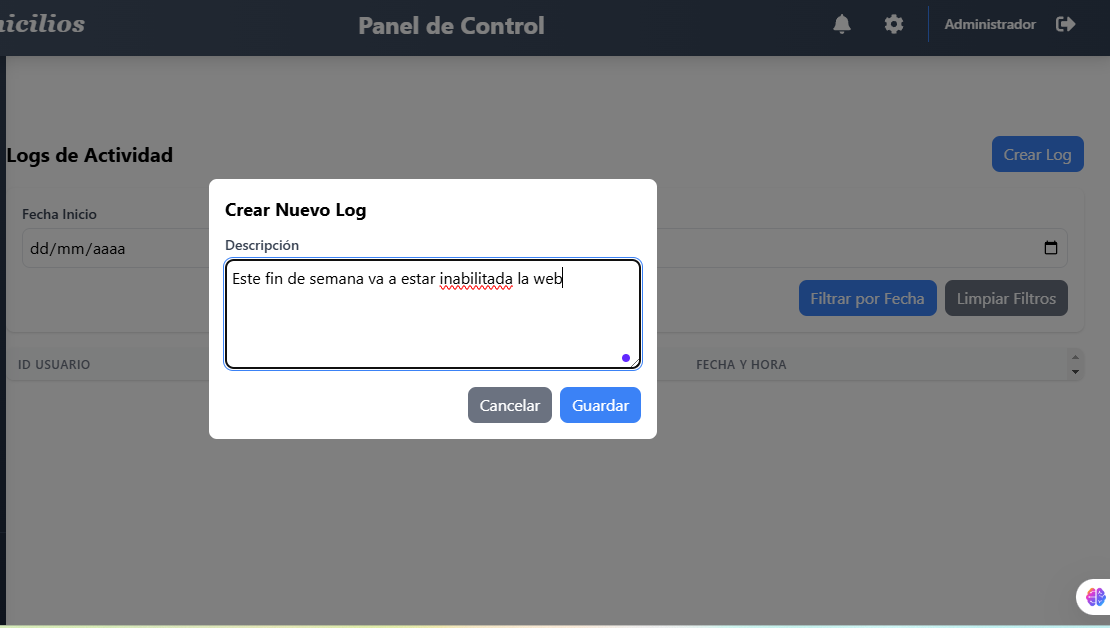 nicilios
Panel de Control
Administrador
Logs de Actividad
Crear Log
Fecha Inicio
dd/mm/aaaa
Crear Nuevo Log
Descripción
Este fin de semana va a estar inabilitada la web
Cancelar
Guardar
Filtrar por Fecha
Limpiar Filtros
ID USUARIO
FECHA Y HORA